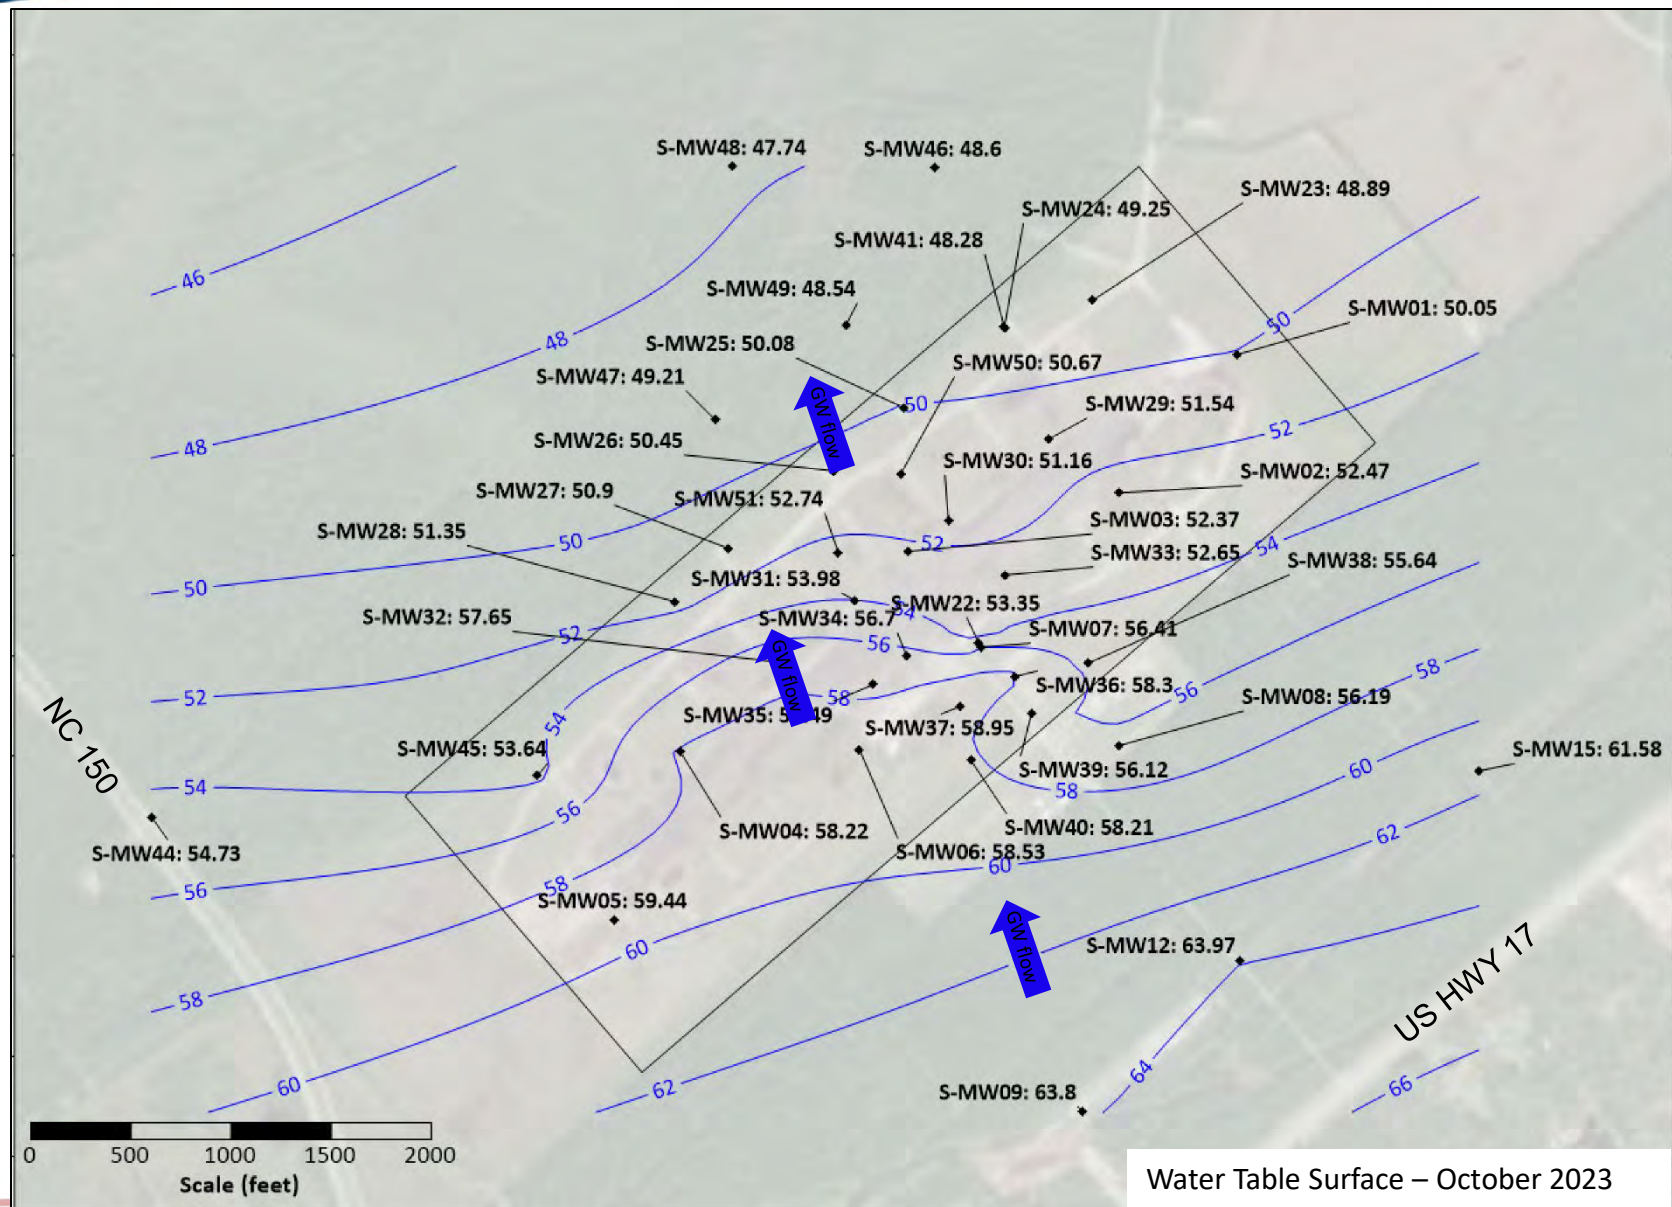 S-MW48: 47.74
S-MW46: 48.6
S-MW23: 48.89
S-MW24: 49.25
S-MW41: 48.28
46
S-MW49: 48.54
S-MW01: 50.05
50
48
S-MW25: 50.08
S-MW50: 50.67
S-MW47: 49.21
50
S-MW29: 51.54
GW flow
52
S-MW26: 50.45
48
S-MW30: 51.16
S-MW02: 52.47
S-MW27: 50.9
S-MW51: 52.74
S-MW03: 52.37
S-MW28: 51.35
50
52
54
S-MW33: 52.65
S-MW38: 55.64
S-MW31: 53.98
50
54
S-MW22: 53.35
S-MW32: 57.65
S-MW34: 56.7
52
S-MW07: 56.41
56
58
S-MW36: 58.3
GW flow
56
52
58
S-MW08: 56.19
S-MW35: 49
54
S-MW37: 58.95
NC 150
S-MW45: 53.64
S-MW15: 61.58
S-MW39: 56.12
60
54
58
56
S-MW04: 58.22
S-MW40: 58.21
62
S-MW44: 54.73
S-MW06: 58.53
60
56
58
S-MW05: 59.44
GW flow
60
S-MW12: 63.97
US HWY 17
58
64
60
62
S-MW09: 63.8
66
0 500 1000 1500 2000
Scale (feet)
Water Table Surface – October 2023